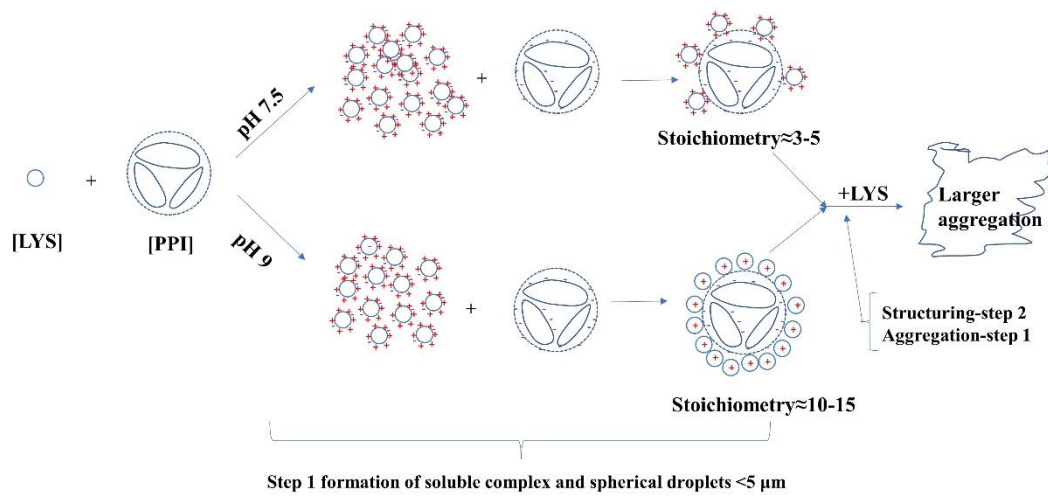 pH 7.5
+
Stoichiometry≈3-5
+
+LYS
Larger
aggregation
[LYS]
[PPI]
pH 9
+
Structuring-step 2
Aggregation-step 1
Stoichiometry≈10-15
Step 1 formation of soluble complex and spherical droplets <5 μm